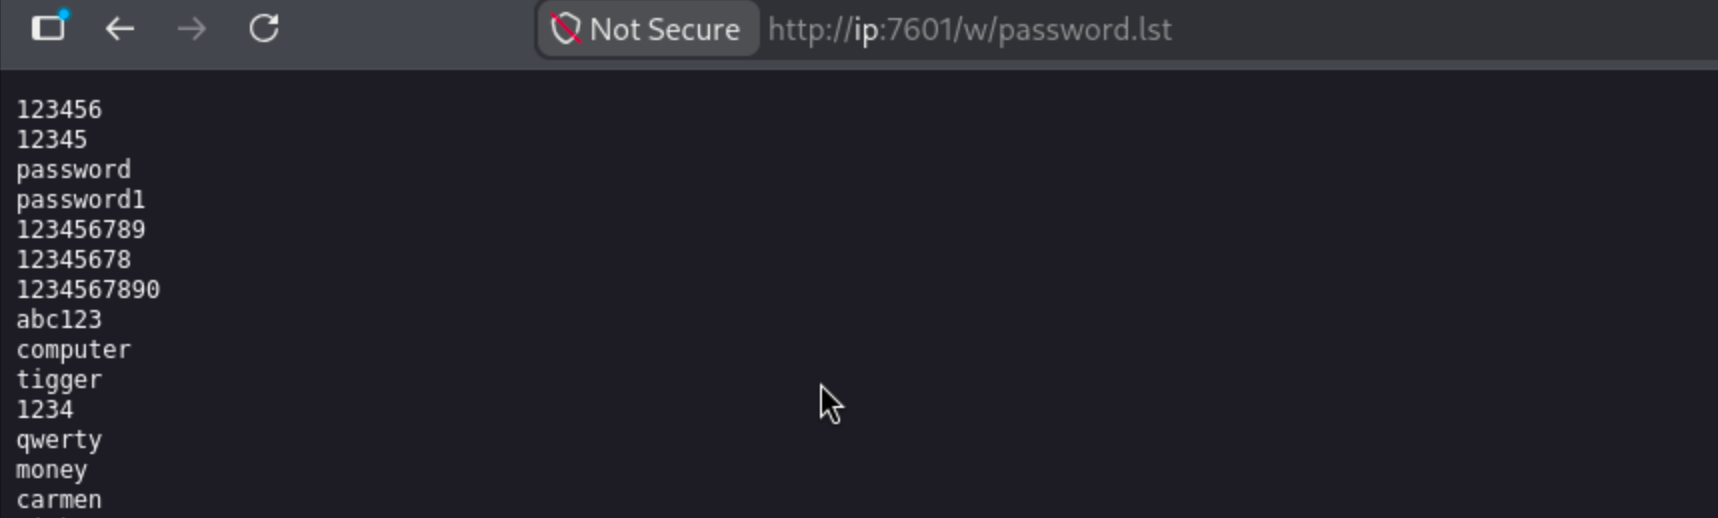 Not Secure http://ip:7601/w/password.lst
123456
12345
password
password1
123456789
12345678
1234567890
abc123
computer
tigger
1234
qwerty
money
carmen